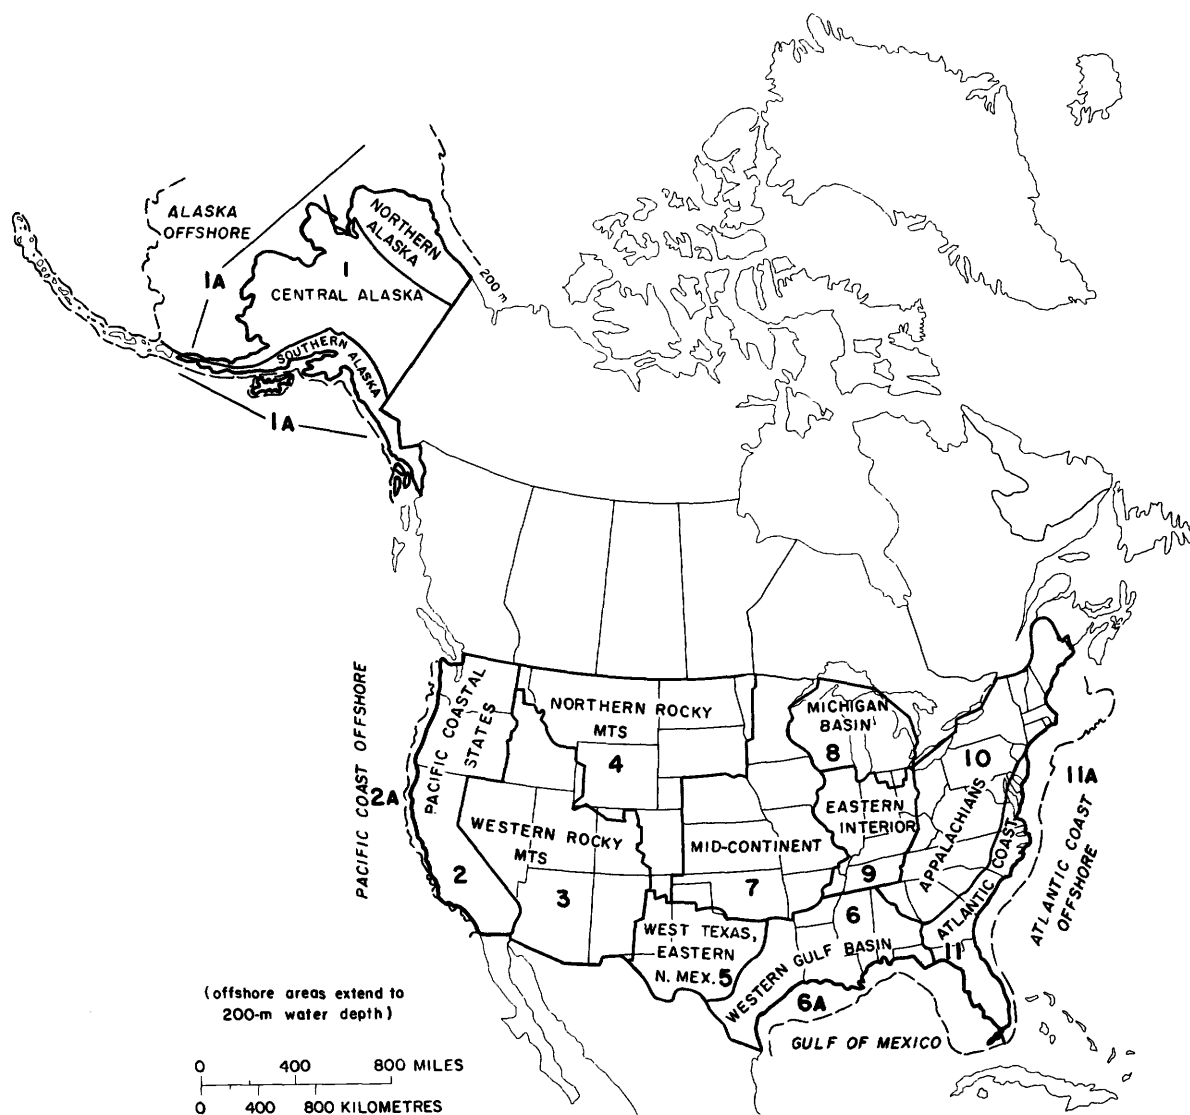 ALASKA
OFFSHORE
NORTHERN
ALASKA
1A
1
CENTRAL ALASKA
200 m
SOUTHERN ALASKA
1A
PACIFIC COAST OFFSHORE
2A
PACIFIC COASTAL
STATES
2
NORTHERN ROCKY
MTS
4
WESTERN ROCKY
MTS
3
MICHIGAN
BASIN
8
EASTERN
INTERIOR
9
MID-CONTINENT
7
10
APPALACHIANS
ATLANTIC COAST
11
11A
ATLANTIC COAST
OFFSHORE
WEST TEXAS,
EASTERN
N. MEX. 5
6
WESTERN GULF BASIN
6A
GULF OF MEXICO
(offshore areas extend to
200-m water depth)
0 400 800 MILES
0 400 800 KILOMETRES